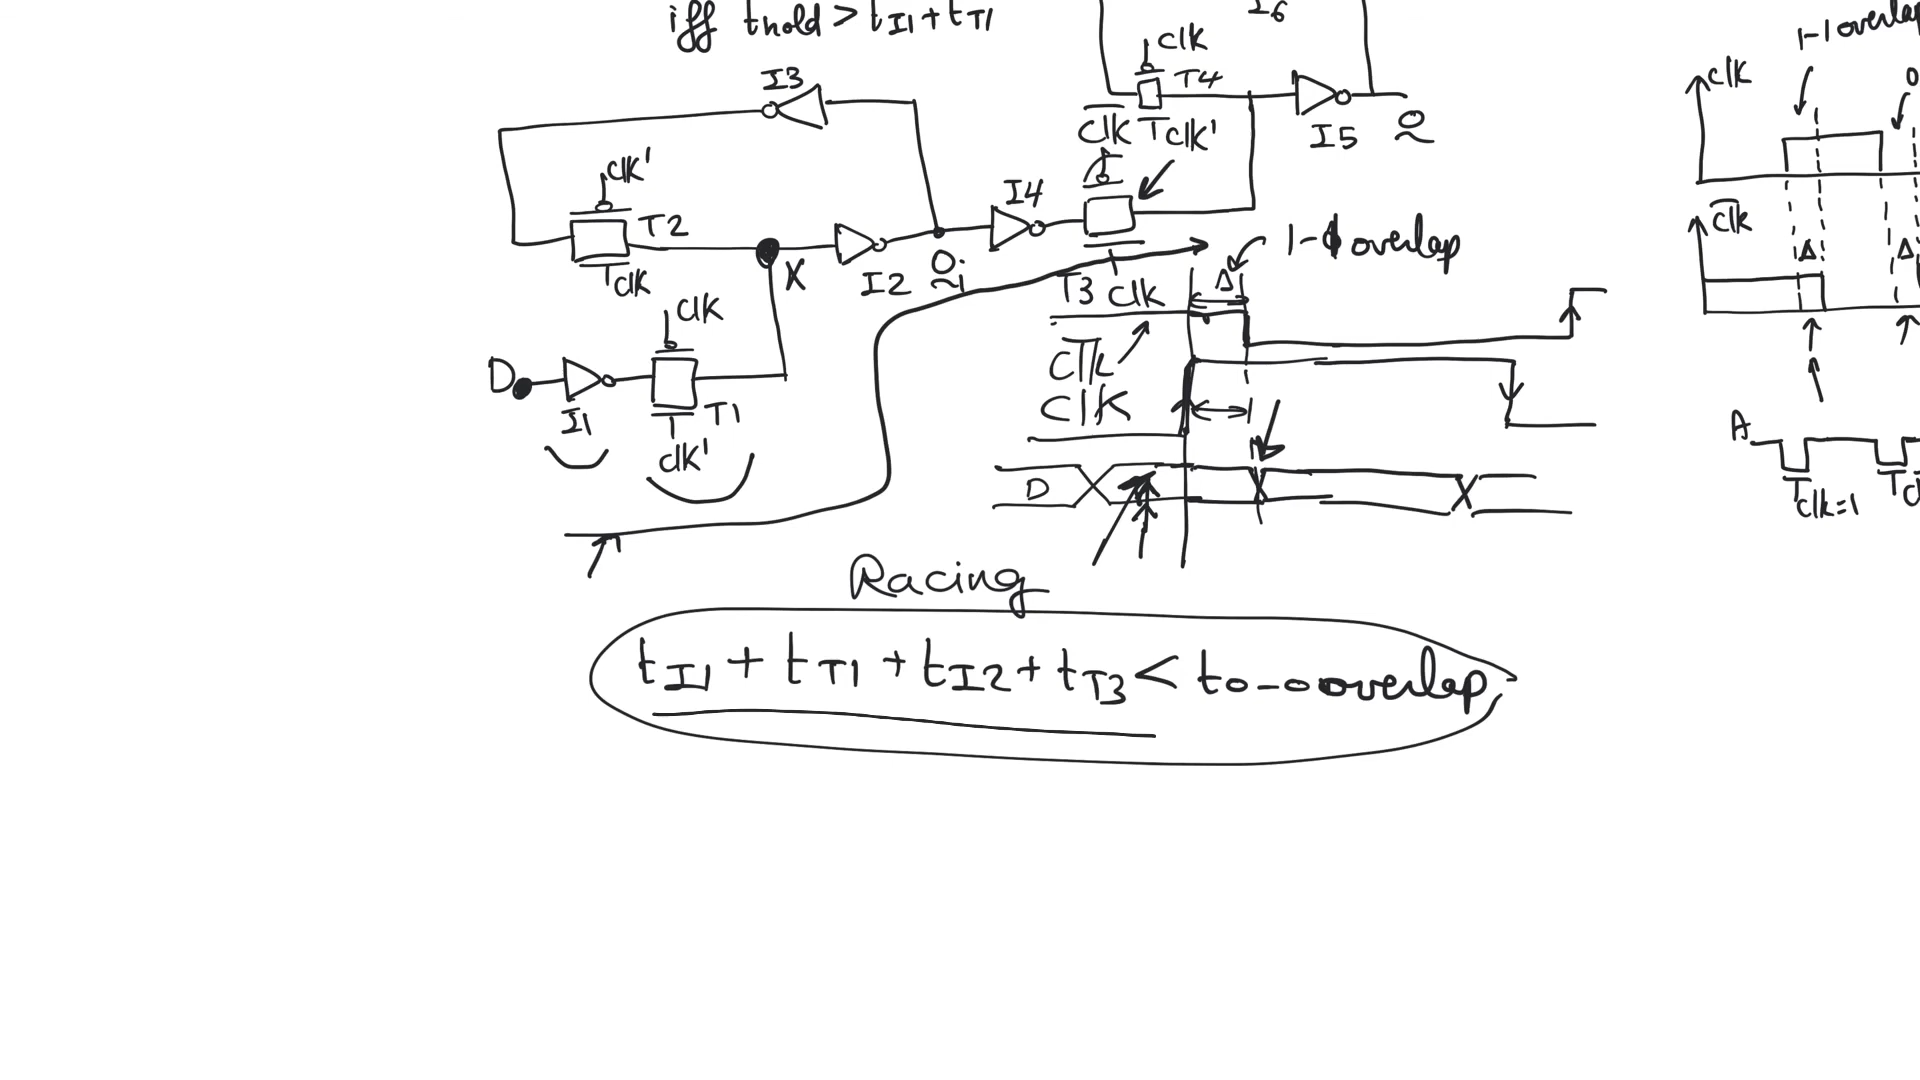 iff thold > tI1 + tT1
I6
1-1 overlap
clk
I3
T4
clk
clk
Tclk'
I5
Q
clk'
I4
T2
X
I2
Qi
1-0 overlap
clk
clk
T3
clk
Δ
Δ
Δ
clk
D
I1
T1
clk'
clk
clk
D
A
clk=1
Racing
tI1 + tT1 + tI2 + tT3 < t0-0 overlap